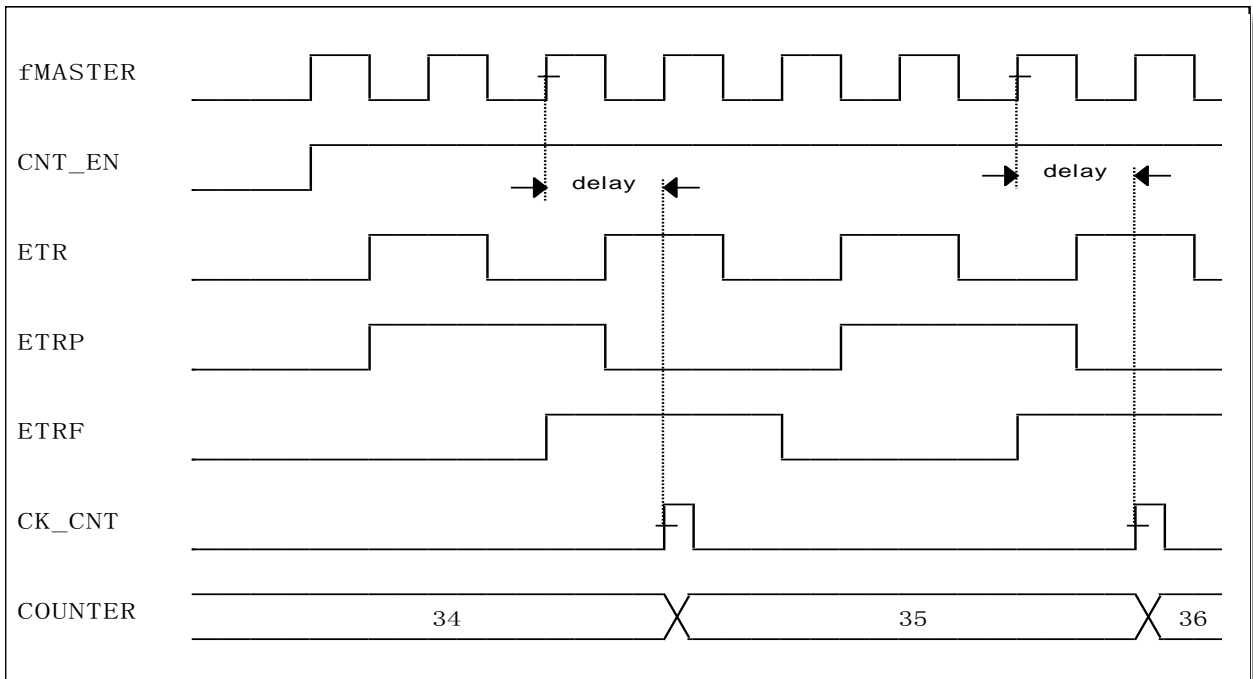 fMASTER
CNT_EN
delay
delay
ETR
ETRP
ETRF
CK_CNT
COUNTER
34
35
36